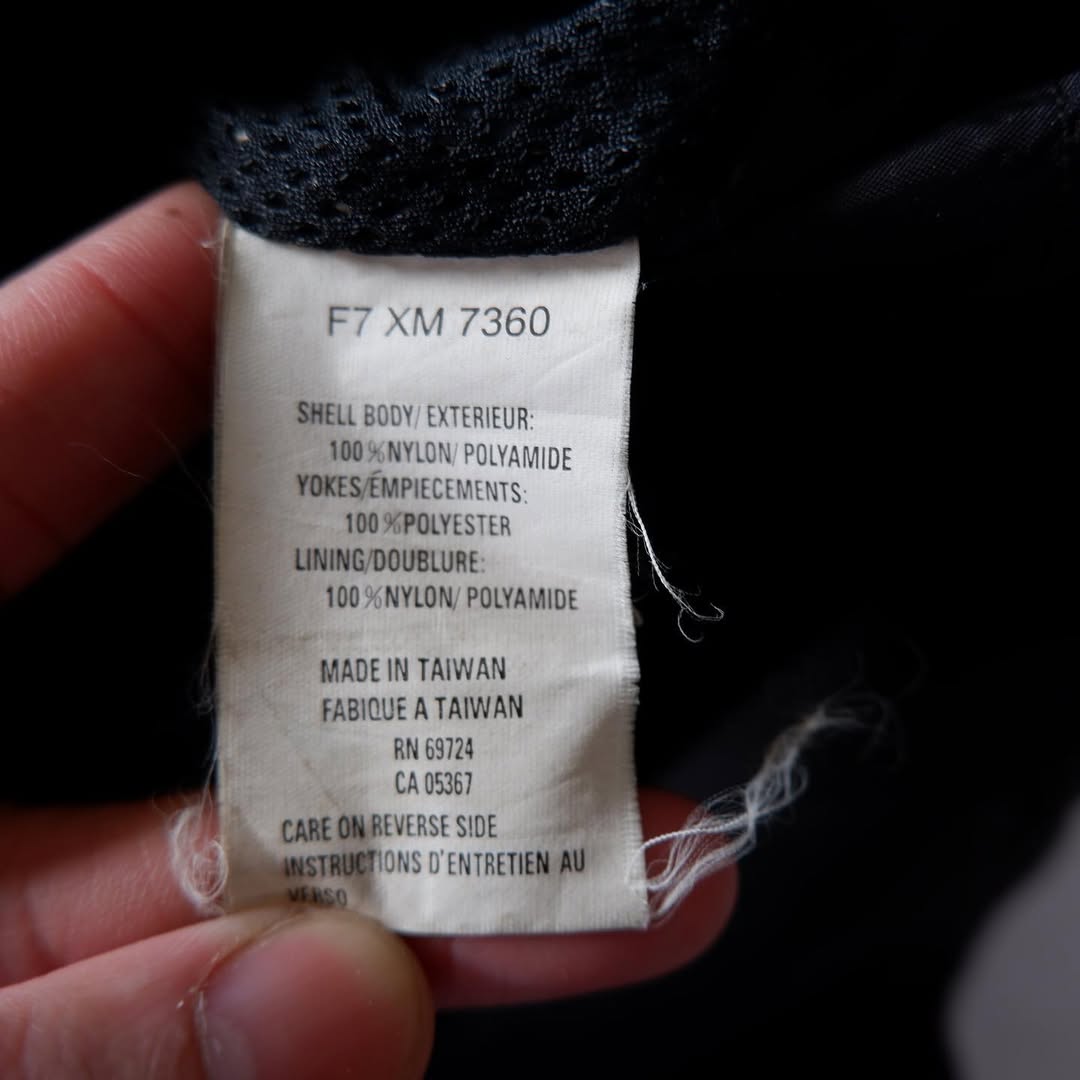 F7 XM 7360
SHELL BODY/ EXTERIEUR:
100%NYLON/ POLYAMIDE
YOKES/ÉMPIECEMENTS:
100%POLYESTER
LINING/DOUBLURE:
100%NYLON/ POLYAMIDE
MADE IN TAIWAN
FABIQUE A TAIWAN
RN 69724
CA 05367
CARE ON REVERSE SIDE
INSTRUCTIONS D'ENTRETIEN AU
VERSO